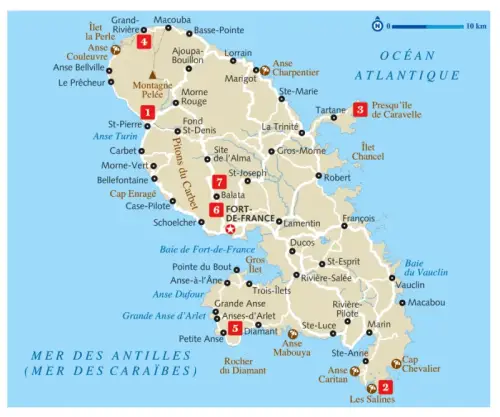 Îlet
la Perle
Grand-
Rivière
Macouba
Basse-Pointe
N
0
10 km
4
Anse
Couleuvre
Ajoupa-
Bouillon
Lorrain
OCÉAN
ATLANTIQUE
Anse Bellville
Marigot
Anse
Charpentier
Le Prêcheur
Montagne
Pelée
Morne
Rouge
Ste-Marie
1
Tartane
3
Presqu'île
de Caravelle
St-Pierre
Fond
St-Denis
La Trinité
Anse Turin
Carbet
Pitons du Carbet
Site
de l'Alma
Gros-Morne
Îlet
Chancel
Morne-Vert
St-Joseph
Robert
Bellefontaine
7
Cap Enragé
Balata
Case-Pilote
6
FORT-
DE-FRANCE
Schoelcher
Lamentin
François
Baie de Fort-de-France
Ducos
Gros
Îlet
St-Esprit
Baie
du Vauclin
Pointe du Bout
Anse-à-l'Âne
Trois-Îlets
Rivière-Salée
Vauclin
Anse Dufour
Macabou
Grande Anse
Rivière-
Pilote
Grande Anse d'Arlet
Anses-d'Arlet
5
Diamant
Ste-Luce
Marin
Petite Anse
Anse
Mabouya
MER DES ANTILLES
(MER DES CARAÏBES)
Rocher
du Diamant
Ste-Anne
Cap
Chevalier
Anse
Caritan
2
Les Salines